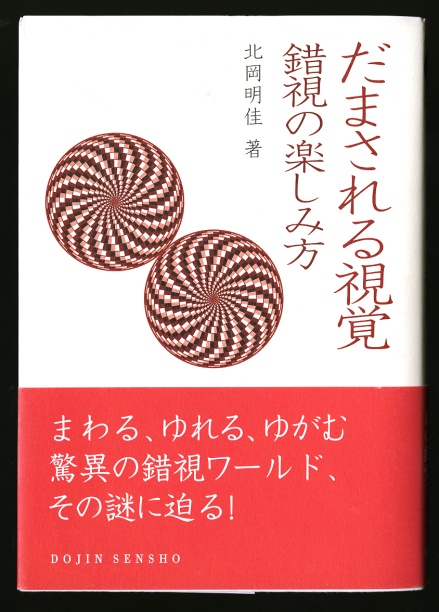 だまされる視覚
錯視の楽しみ方
北岡明佳 著
まわる、ゆれる、ゆがむ
驚異の錯視ワールド、
その謎に迫る!
DOJIN SENSHO